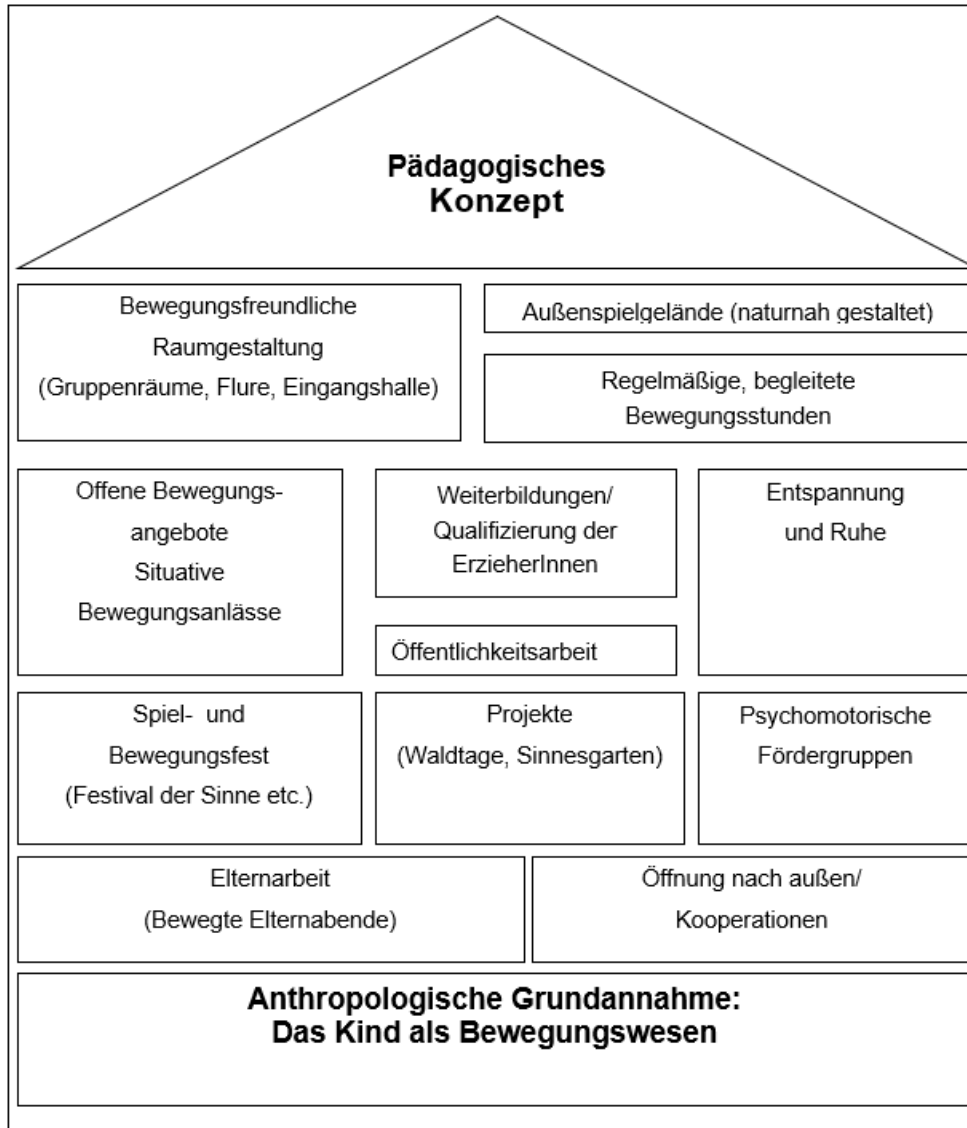 Pädagogisches
Konzept
Bewegungsfreundliche
Raumgestaltung
(Gruppenräume, Flure, Eingangshalle)
Außenspielgelände (naturnah gestaltet)
Regelmäßige, begleitete
Bewegungsstunden
Offene Bewegungs-
angebote
Situative
Bewegungsanlässe
Weiterbildungen/
Qualifizierung der
ErzieherInnen
Öffentlichkeitsarbeit
Entspannung
und Ruhe
Spiel- und
Bewegungsfest
(Festival der Sinne etc.)
Projekte
(Waldtage, Sinnesgarten)
Psychomotorische
Fördergruppen
Elternarbeit
(Bewegte Elternabende)
Öffnung nach außen/
Kooperationen
Anthropologische Grundannahme:
Das Kind als Bewegungswesen